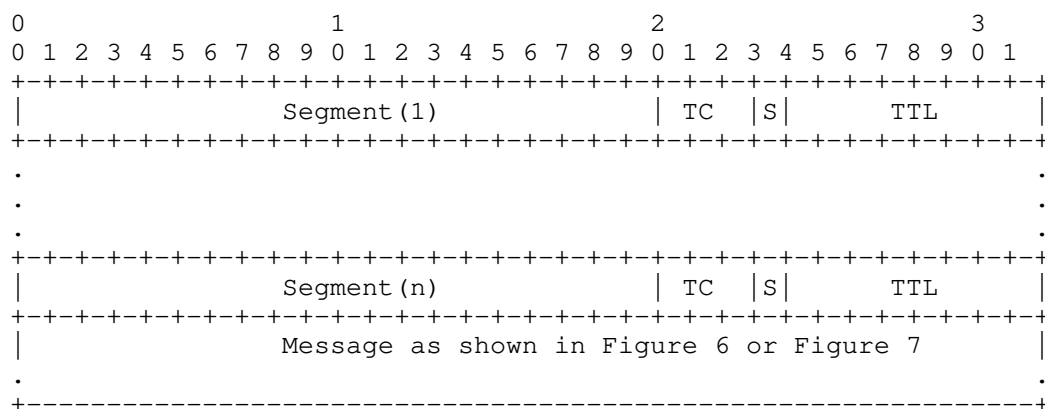 0                   1                   2                   3
0 1 2 3 4 5 6 7 8 9 0 1 2 3 4 5 6 7 8 9 0 1 2 3 4 5 6 7 8 9 0 1
+-+-+-+-+-+-+-+-+-+-+-+-+-+-+-+-+-+-+-+-+-+-+-+-+-+-+-+-+-+-+-+-+
|                Segment(1)             | TC  |S|      TTL      |
+-+-+-+-+-+-+-+-+-+-+-+-+-+-+-+-+-+-+-+-+-+-+-+-+-+-+-+-+-+-+-+-+
.                                                               .
.                                                               .
.                                                               .
+-+-+-+-+-+-+-+-+-+-+-+-+-+-+-+-+-+-+-+-+-+-+-+-+-+-+-+-+-+-+-+-+
|                Segment(n)             | TC  |S|      TTL      |
+-+-+-+-+-+-+-+-+-+-+-+-+-+-+-+-+-+-+-+-+-+-+-+-+-+-+-+-+-+-+-+-+
|                Message as shown in Figure 6 or Figure 7       |
.                                                               .
+---------------------------------------------------------------+